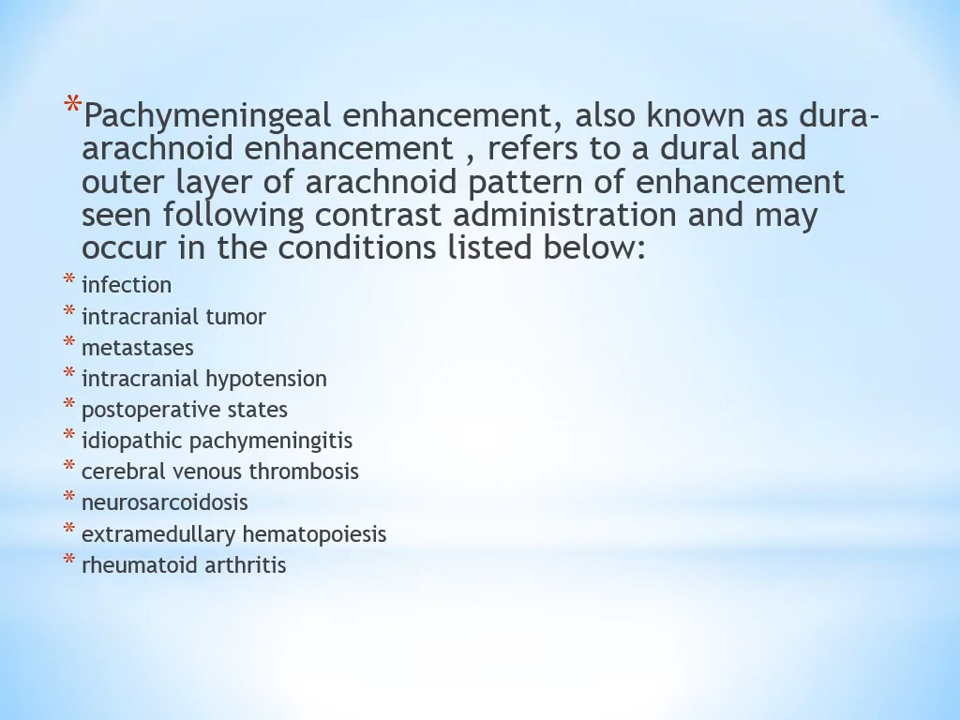 *Pachymeningeal enhancement, also known as dura-
arachnoid enhancement , refers to a dural and
outer layer of arachnoid pattern of enhancement
seen following contrast administration and may
occur in the conditions listed below:
* infection
* intracranial tumor
* metastases
* intracranial hypotension
* postoperative states
* idiopathic pachymeningitis
* cerebral venous thrombosis
* neurosarcoidosis
* extramedullary hematopoiesis
* rheumatoid arthritis